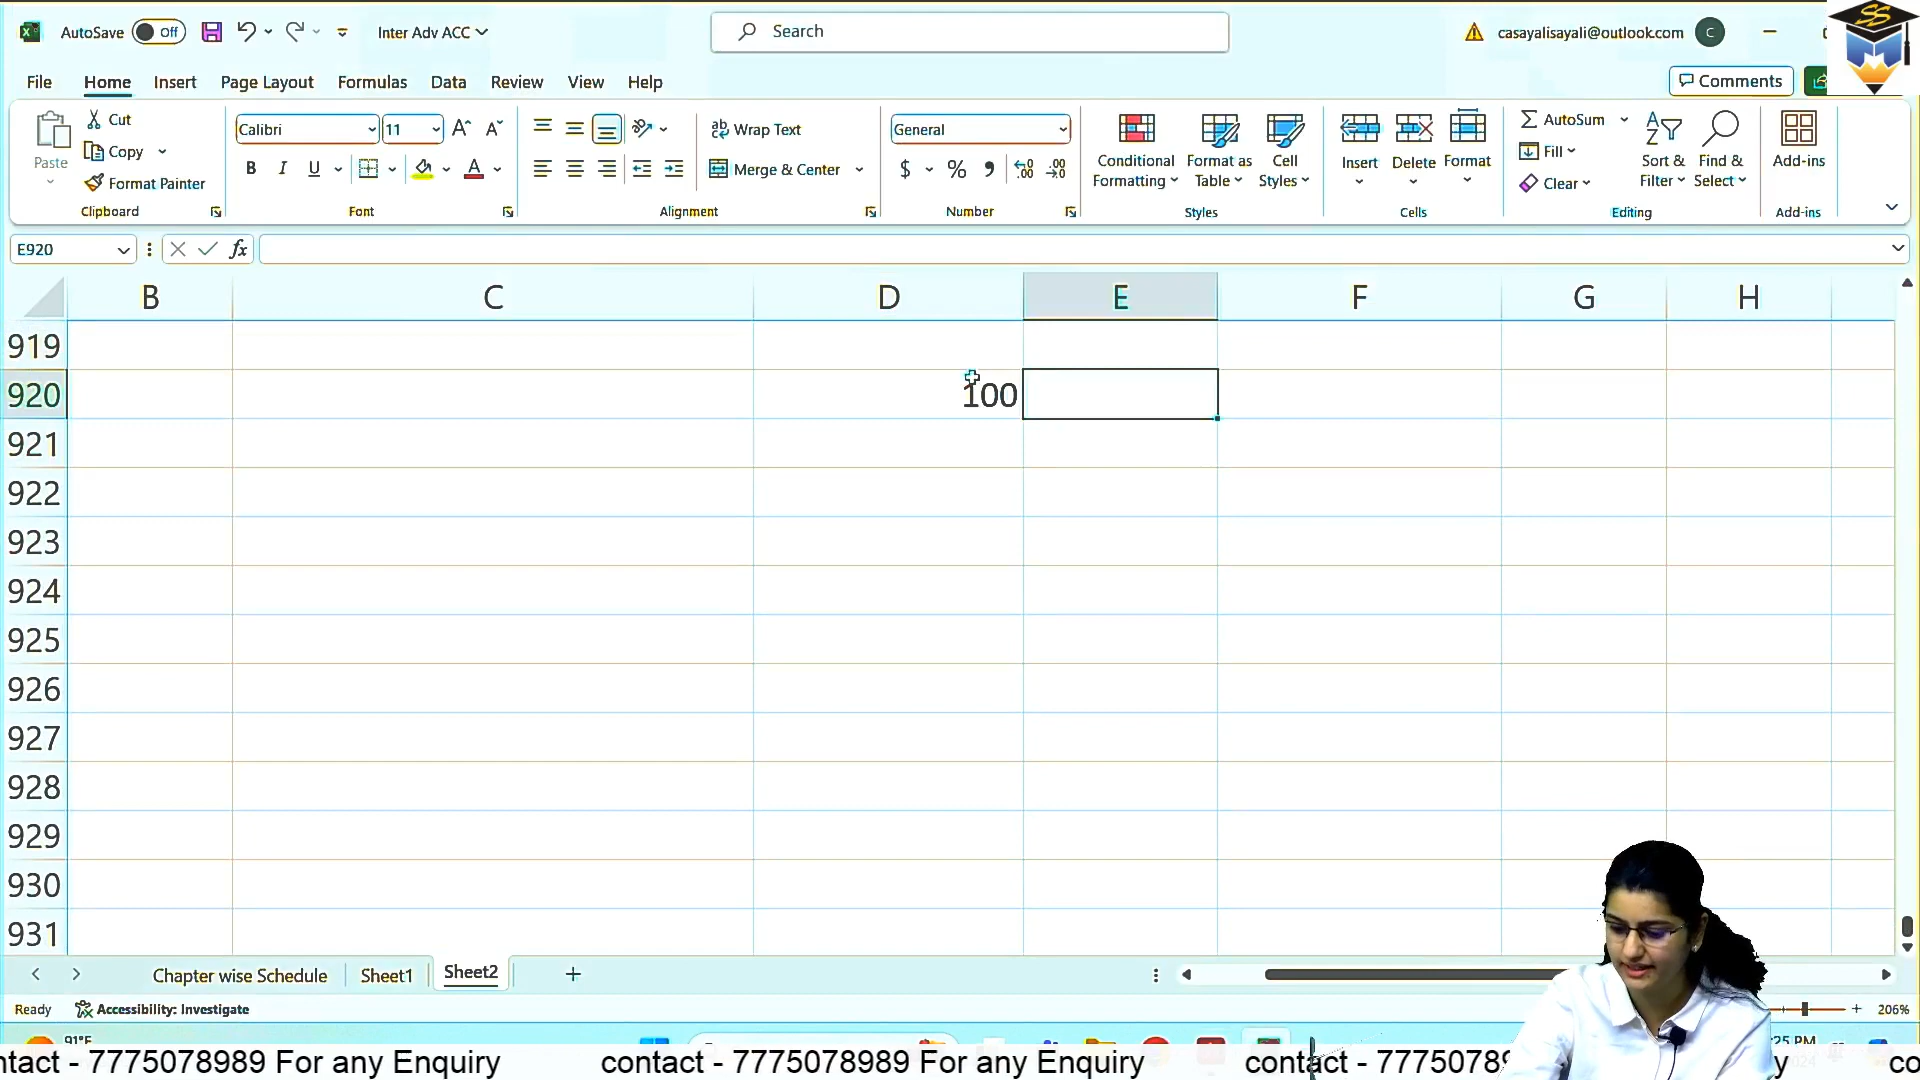 AutoSave Off Inter Adv ACC Search casayalisayali@outlook.com C
SS
File Home Insert Page Layout Formulas Data Review View Help Comments
Paste Cut Copy Format Painter Clipboard
Calibri 11 B I U A Font
Wrap Text Merge & Center Alignment
General $ % Number
Conditional Formatting Format as Table Cell Styles Styles
Insert Delete Format Cells
AutoSum Fill Clear Sort & Filter Find & Select Editing
Add-ins Add-ins
E920 fx
B C D E F G H
919
920 100
921
922
923
924
925
926
927
928
929
930
931
Chapter wise Schedule Sheet1 Sheet2 +
Ready Accessibility: Investigate 206%
91°F
ntact - 7775078989 For any Enquiry contact - 7775078989 For any Enquiry contact - 77750789 y co